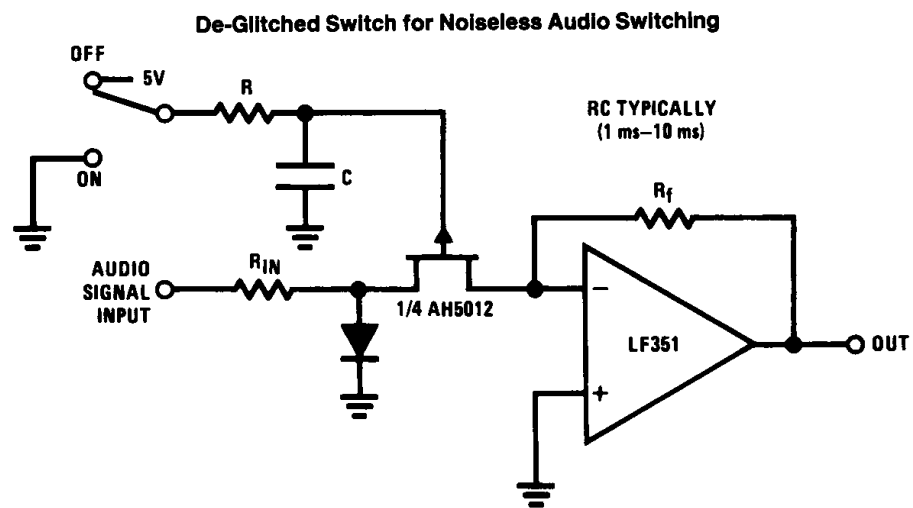 De-Glitched Switch for Noiseless Audio Switching
OFF
5V
R
RC TYPICALLY
(1 ms–10 ms)
ON
C
Rf
AUDIO
SIGNAL
INPUT
RIN
1/4 AH5012
–
LF351
+
OUT